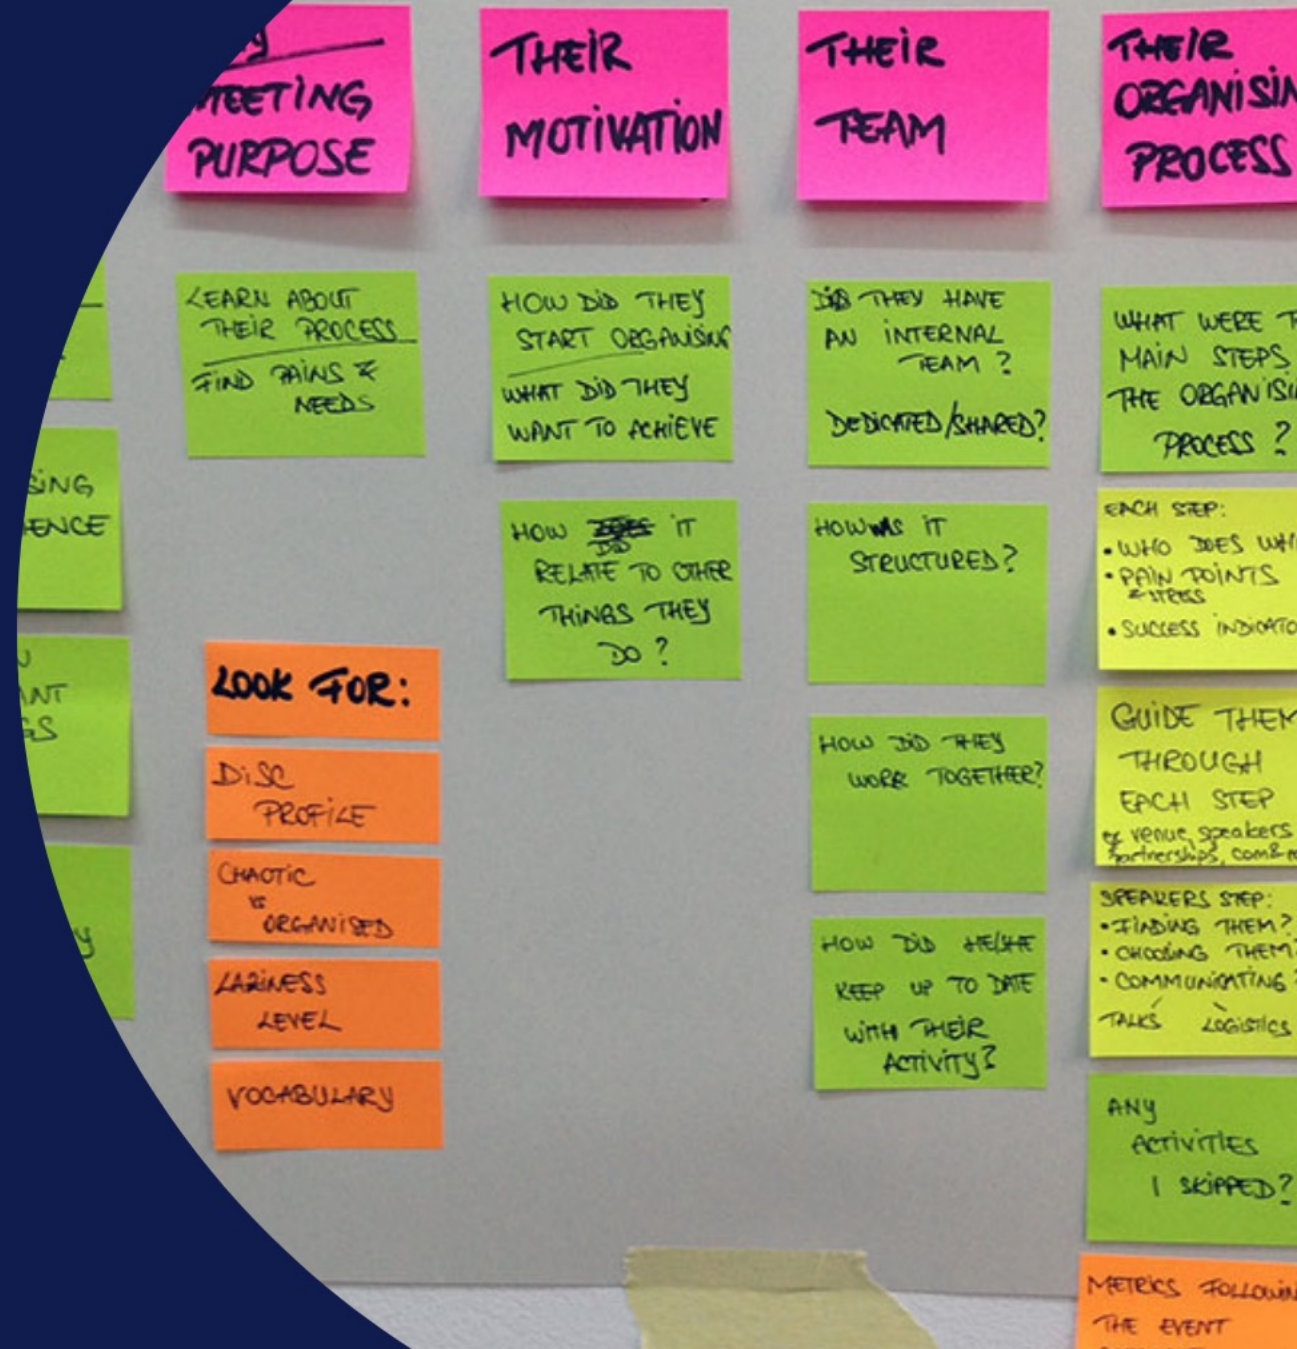 MEETING
PURPOSE
LEARN ABOUT
THEIR PROCESS
FIND PAINS &
NEEDS
LOOK FOR:
DiSC
PROFILE
CHAOTIC
vs
ORGANISED
LAZINESS
LEVEL
VOCABULARY
THEIR
MOTIVATION
HOW DID THEY
START ORGANISING
WHAT DID THEY
WANT TO ACHIEVE
HOW DID IT
RELATE TO OTHER
THINGS THEY
DO?
THEIR
TEAM
DID THEY HAVE
AN INTERNAL
TEAM?
DEDICATED/SHARED?
HOW WAS IT
STRUCTURED?
HOW DID THEY
WORK TOGETHER?
HOW DID HE/SHE
KEEP UP TO DATE
WITH THEIR
ACTIVITY?
THEIR
ORGANISIN
PROCESS
WHAT WERE T
MAIN STEPS
THE ORGANISI
PROCESS?
EACH STEP:
• WHO DOES WH
• PAIN POINTS
& STRESS
• SUCCESS INDICATO
GUIDE THEM
THROUGH
EACH STEP
venue, speakers
partnerships, com &
SPEAKERS STEP:
• FINDING THEM?
• CHOOSING THEM?
• COMMUNICATING?
TALKS LOGISTICS
ANY
ACTIVITIES
I SKIPPED?
METRICS FOLLOWIN
THE EVENT